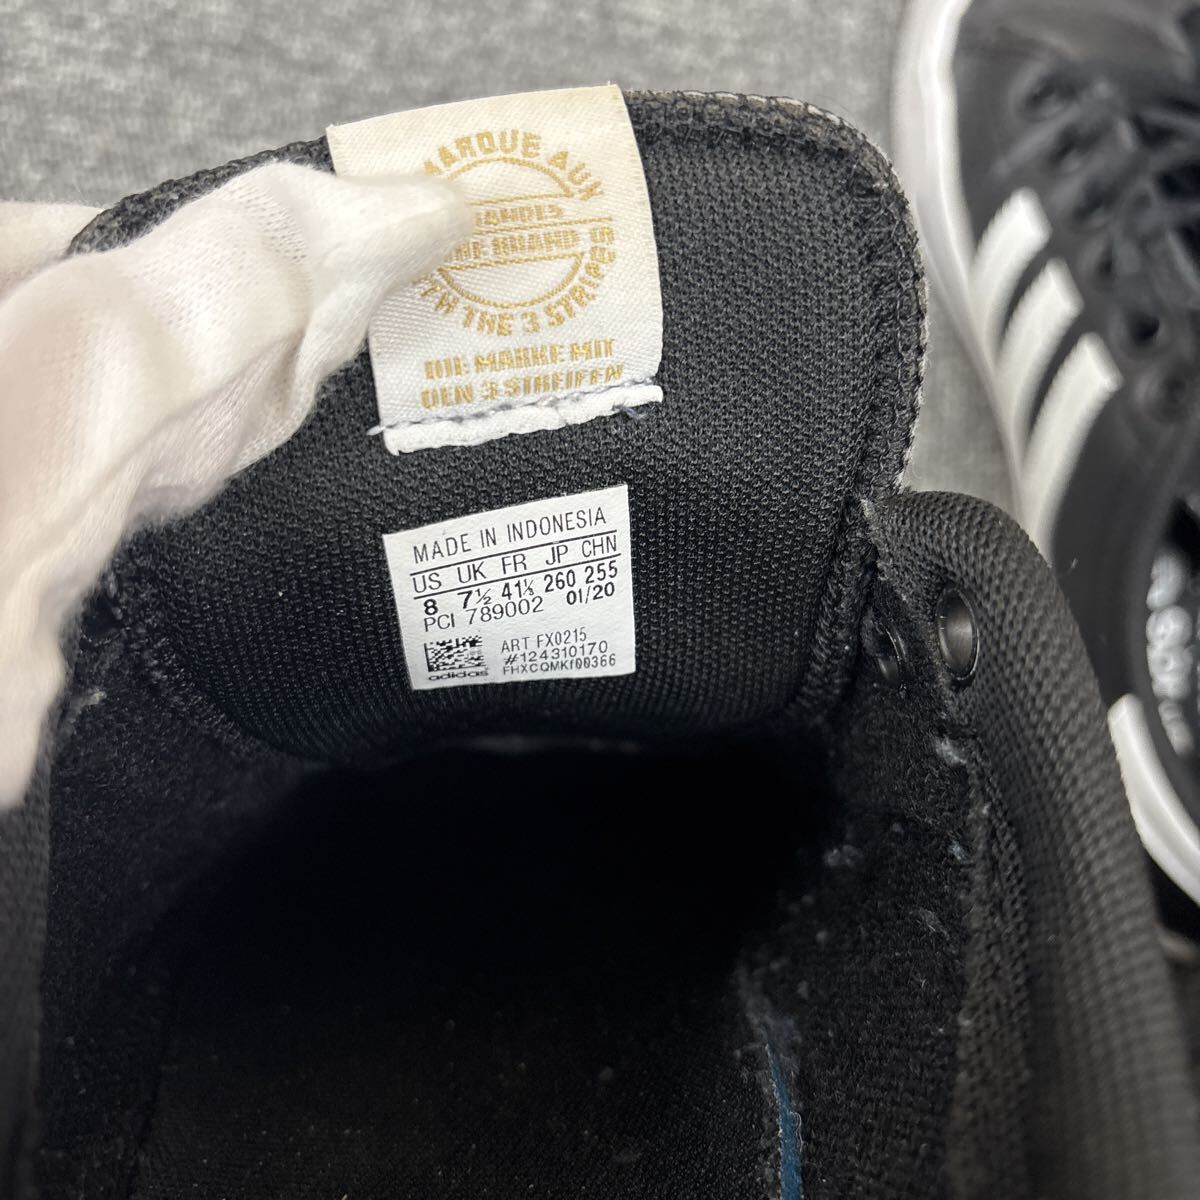 MARQUE AUX
THE BRAND
WITH THE 3 STRIPES
DIE MARKE MIT
DEN 3 STREIFEN
MADE IN INDONESIA
US UK FR JP CHN
8 7½ 41⅓ 260 255
PCI 789002 01/20
ART FX0215
#124310170
FHXCQMKf00366
adidas